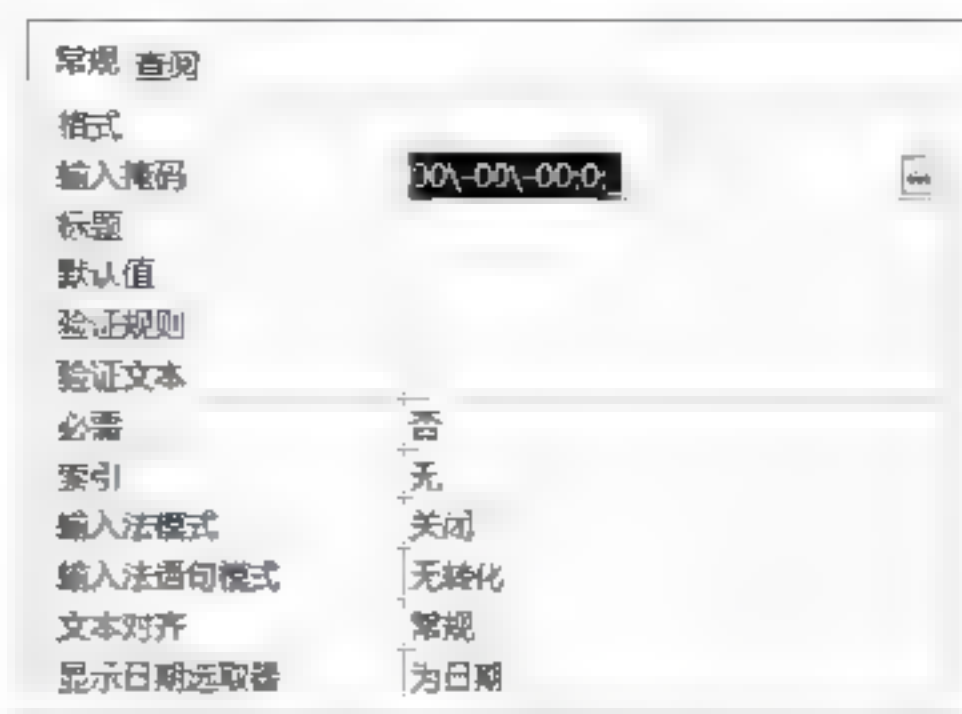 常规 查阅
格式
输入掩码 00\-00\-00;0;_
标题
默认值
验证规则
验证文本
必需 否
索引 无
输入法模式 关闭
输入法语句模式 无转化
文本对齐 常规
显示日期选取器 为日期